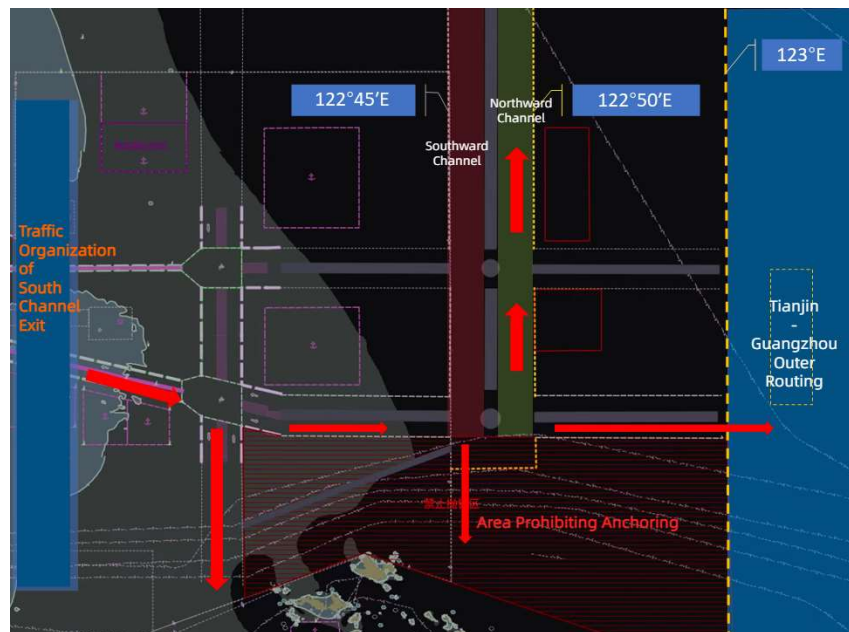 123°E
122°45′E
Northward
Channel
122°50′E
Southward
Channel
Traffic
Organization
of
South
Channel
Exit
Tianjin
-
Guangzhou
Outer
Routing
Area Prohibiting Anchoring